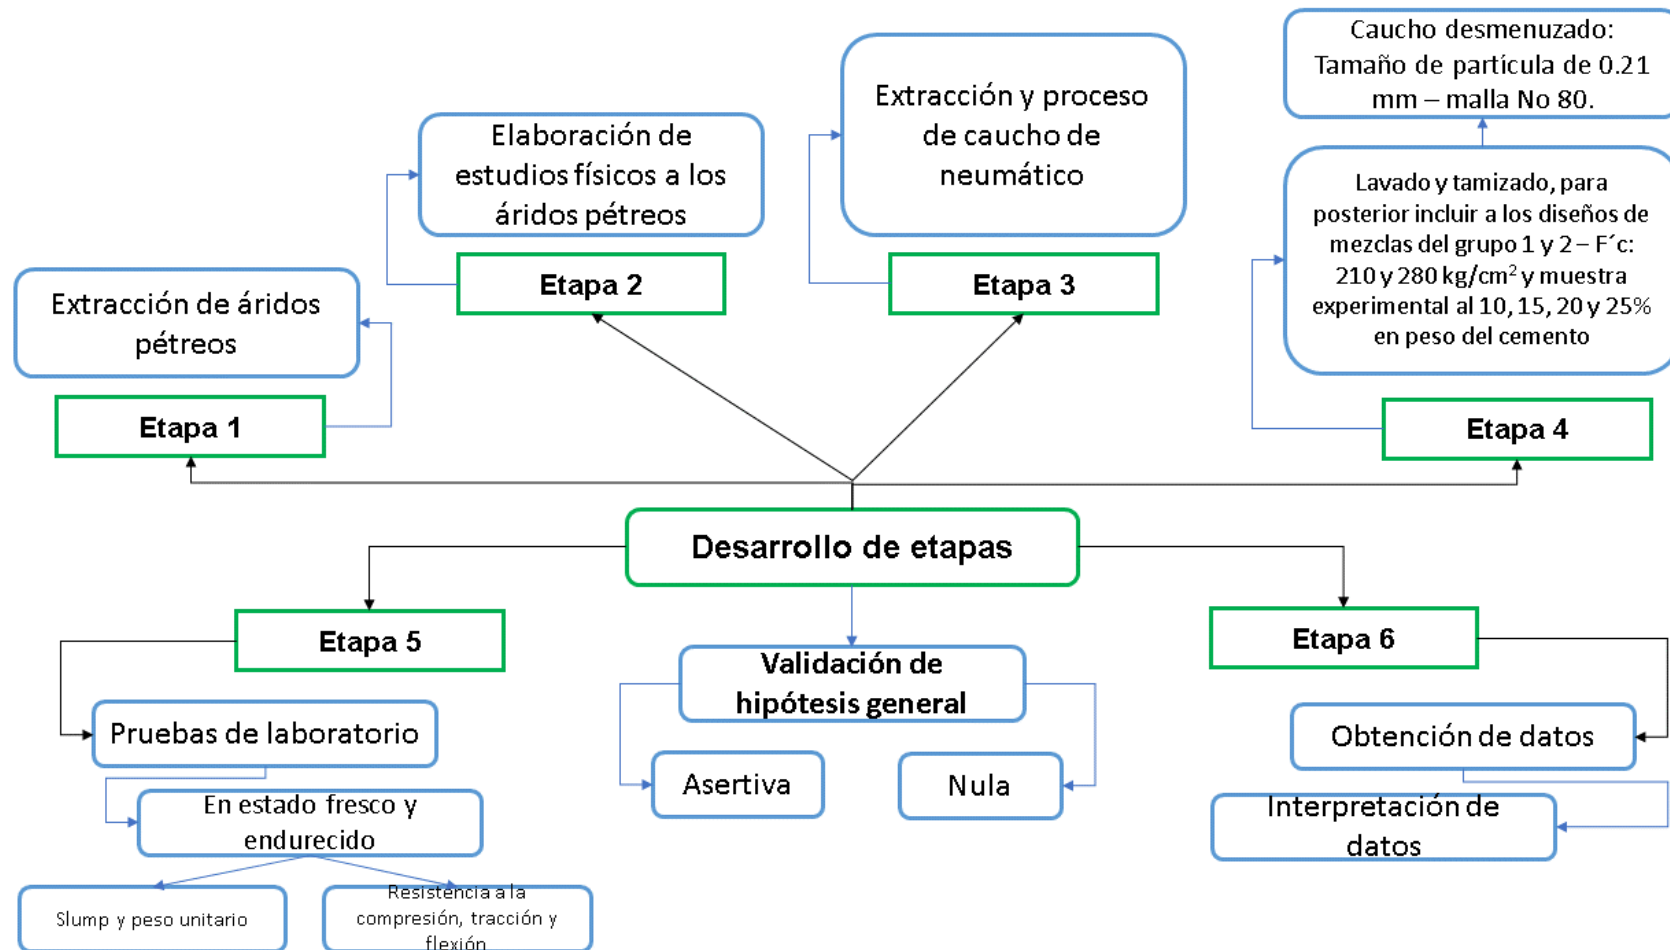 Caucho desmenuzado:
Tamaño de partícula de 0.21
mm – malla No 80.
Extracción y proceso
de caucho de
neumático
Elaboración de
estudios físicos a los
áridos pétreos
Lavado y tamizado, para
posterior incluir a los diseños de
mezclas del grupo 1 y 2 – F´c:
210 y 280 kg/cm² y muestra
experimental al 10, 15, 20 y 25%
en peso del cemento
Etapa 2
Etapa 3
Extracción de áridos
pétreos
Etapa 1
Etapa 4
Desarrollo de etapas
Etapa 5
Etapa 6
Validación de
hipótesis general
Pruebas de laboratorio
Obtención de datos
Asertiva
Nula
En estado fresco y
endurecido
Interpretación de
datos
Slump y peso unitario
Resistencia a la
compresión, tracción y
flexión